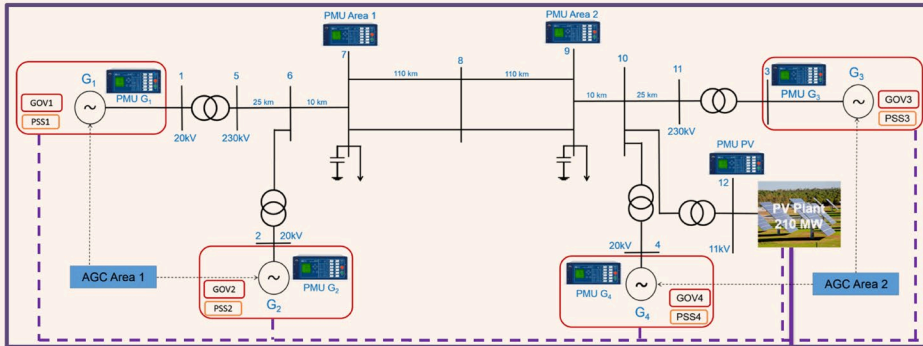 PMU Area 1
PMU Area 2
7
9
G1
1
5
6
8
10
11
3
G3
110 km
110 km
PMU G1
PMU G3
GOV1
PSS1
25 km
10 km
10 km
25 km
GOV3
PSS3
20kV
230kV
230kV
PMU PV
12
PV Plant
210 MW
11kV
2
20kV
20kV
4
AGC Area 1
GOV2
PSS2
G2
PMU G2
PMU G4
G4
GOV4
PSS4
AGC Area 2